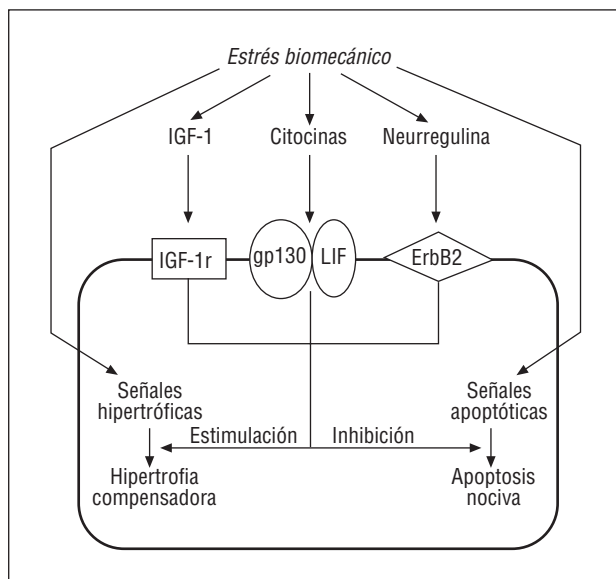 Estrés biomecánico
IGF-1
Citocinas
Neurregulina
IGF-1r
gp130
LIF
ErbB2
Señales
hipertróficas
Señales
apoptóticas
Estimulación
Inhibición
Hipertrofia
compensadora
Apoptosis
nociva